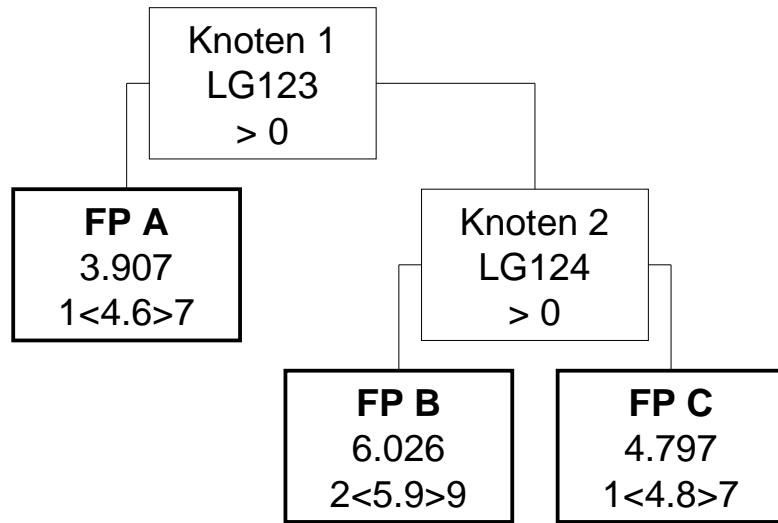 Knoten 1
LG123
> 0
FP A
3.907
1<4.6>7
Knoten 2
LG124
> 0
FP B
6.026
2<5.9>9
FP C
4.797
1<4.8>7